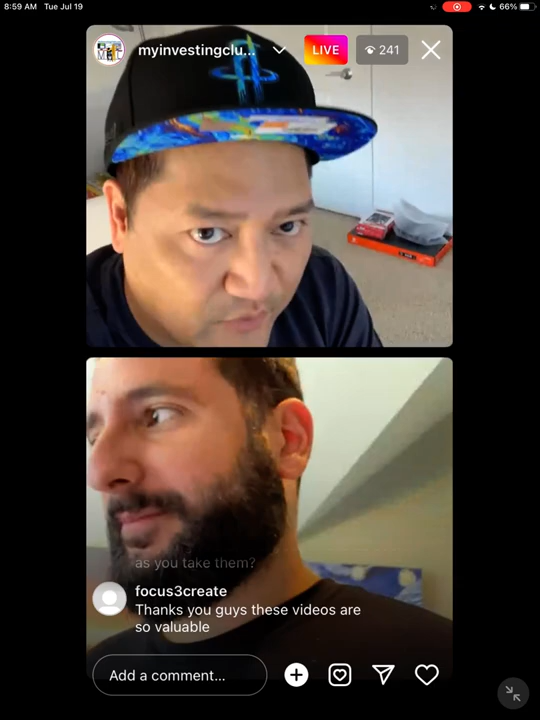 8:59 AM Tue Jul 19
66%
myinvestingclu...
LIVE
241
as you take them?
focus3create
Thanks you guys these videos are
so valuable
Add a comment...